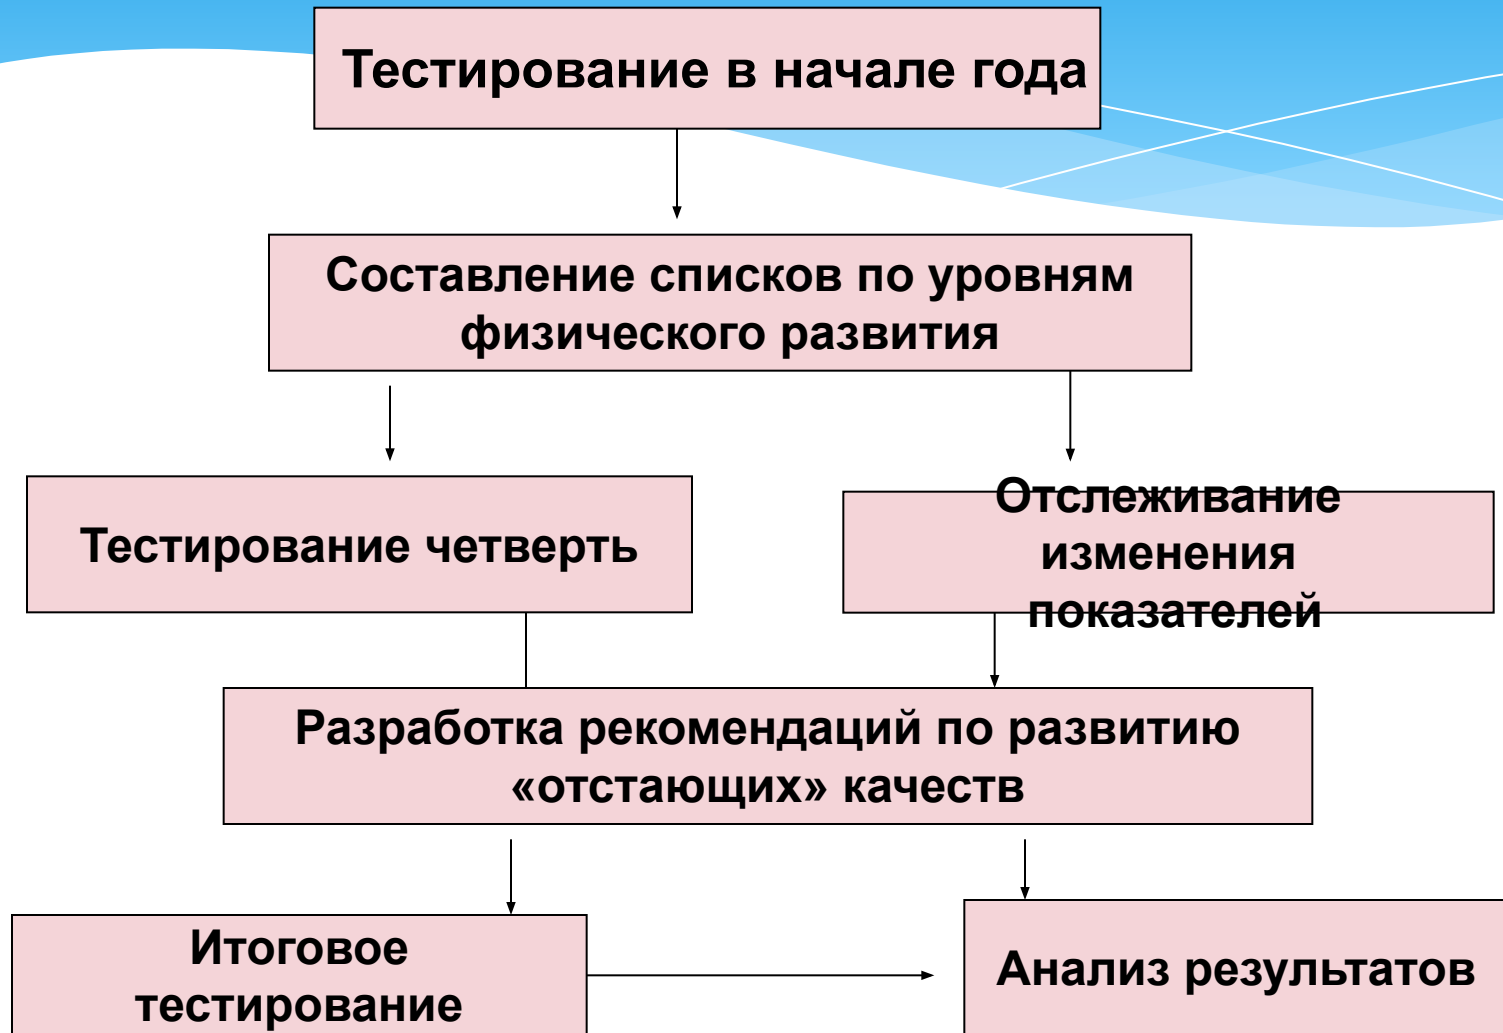 Тестирование в начале года
Составление списков по уровням
физического развития
Тестирование четверть
Отслеживание
изменения
показателей
Разработка рекомендаций по развитию
«отстающих» качеств
Итоговое
тестирование
Анализ результатов